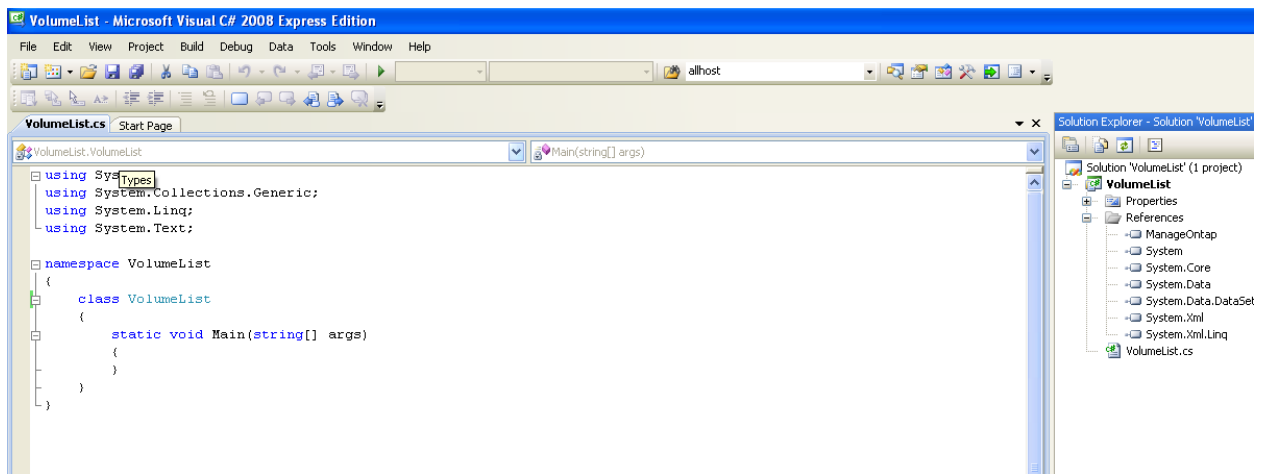 VolumeList - Microsoft Visual C# 2008 Express Edition
File Edit View Project Build Debug Data Tools Window Help
allhost
VolumeList.cs Start Page
Solution Explorer - Solution 'VolumeList'
VolumeList.VolumeList
Main(string[] args)
using Sys
Types
using System.Collections.Generic;
using System.Linq;
using System.Text;
namespace VolumeList
{
class VolumeList
{
static void Main(string[] args)
{
}
}
}
Solution 'VolumeList' (1 project)
VolumeList
Properties
References
ManageOntap
System
System.Core
System.Data
System.Data.DataSet
System.Xml
System.Xml.Linq
VolumeList.cs